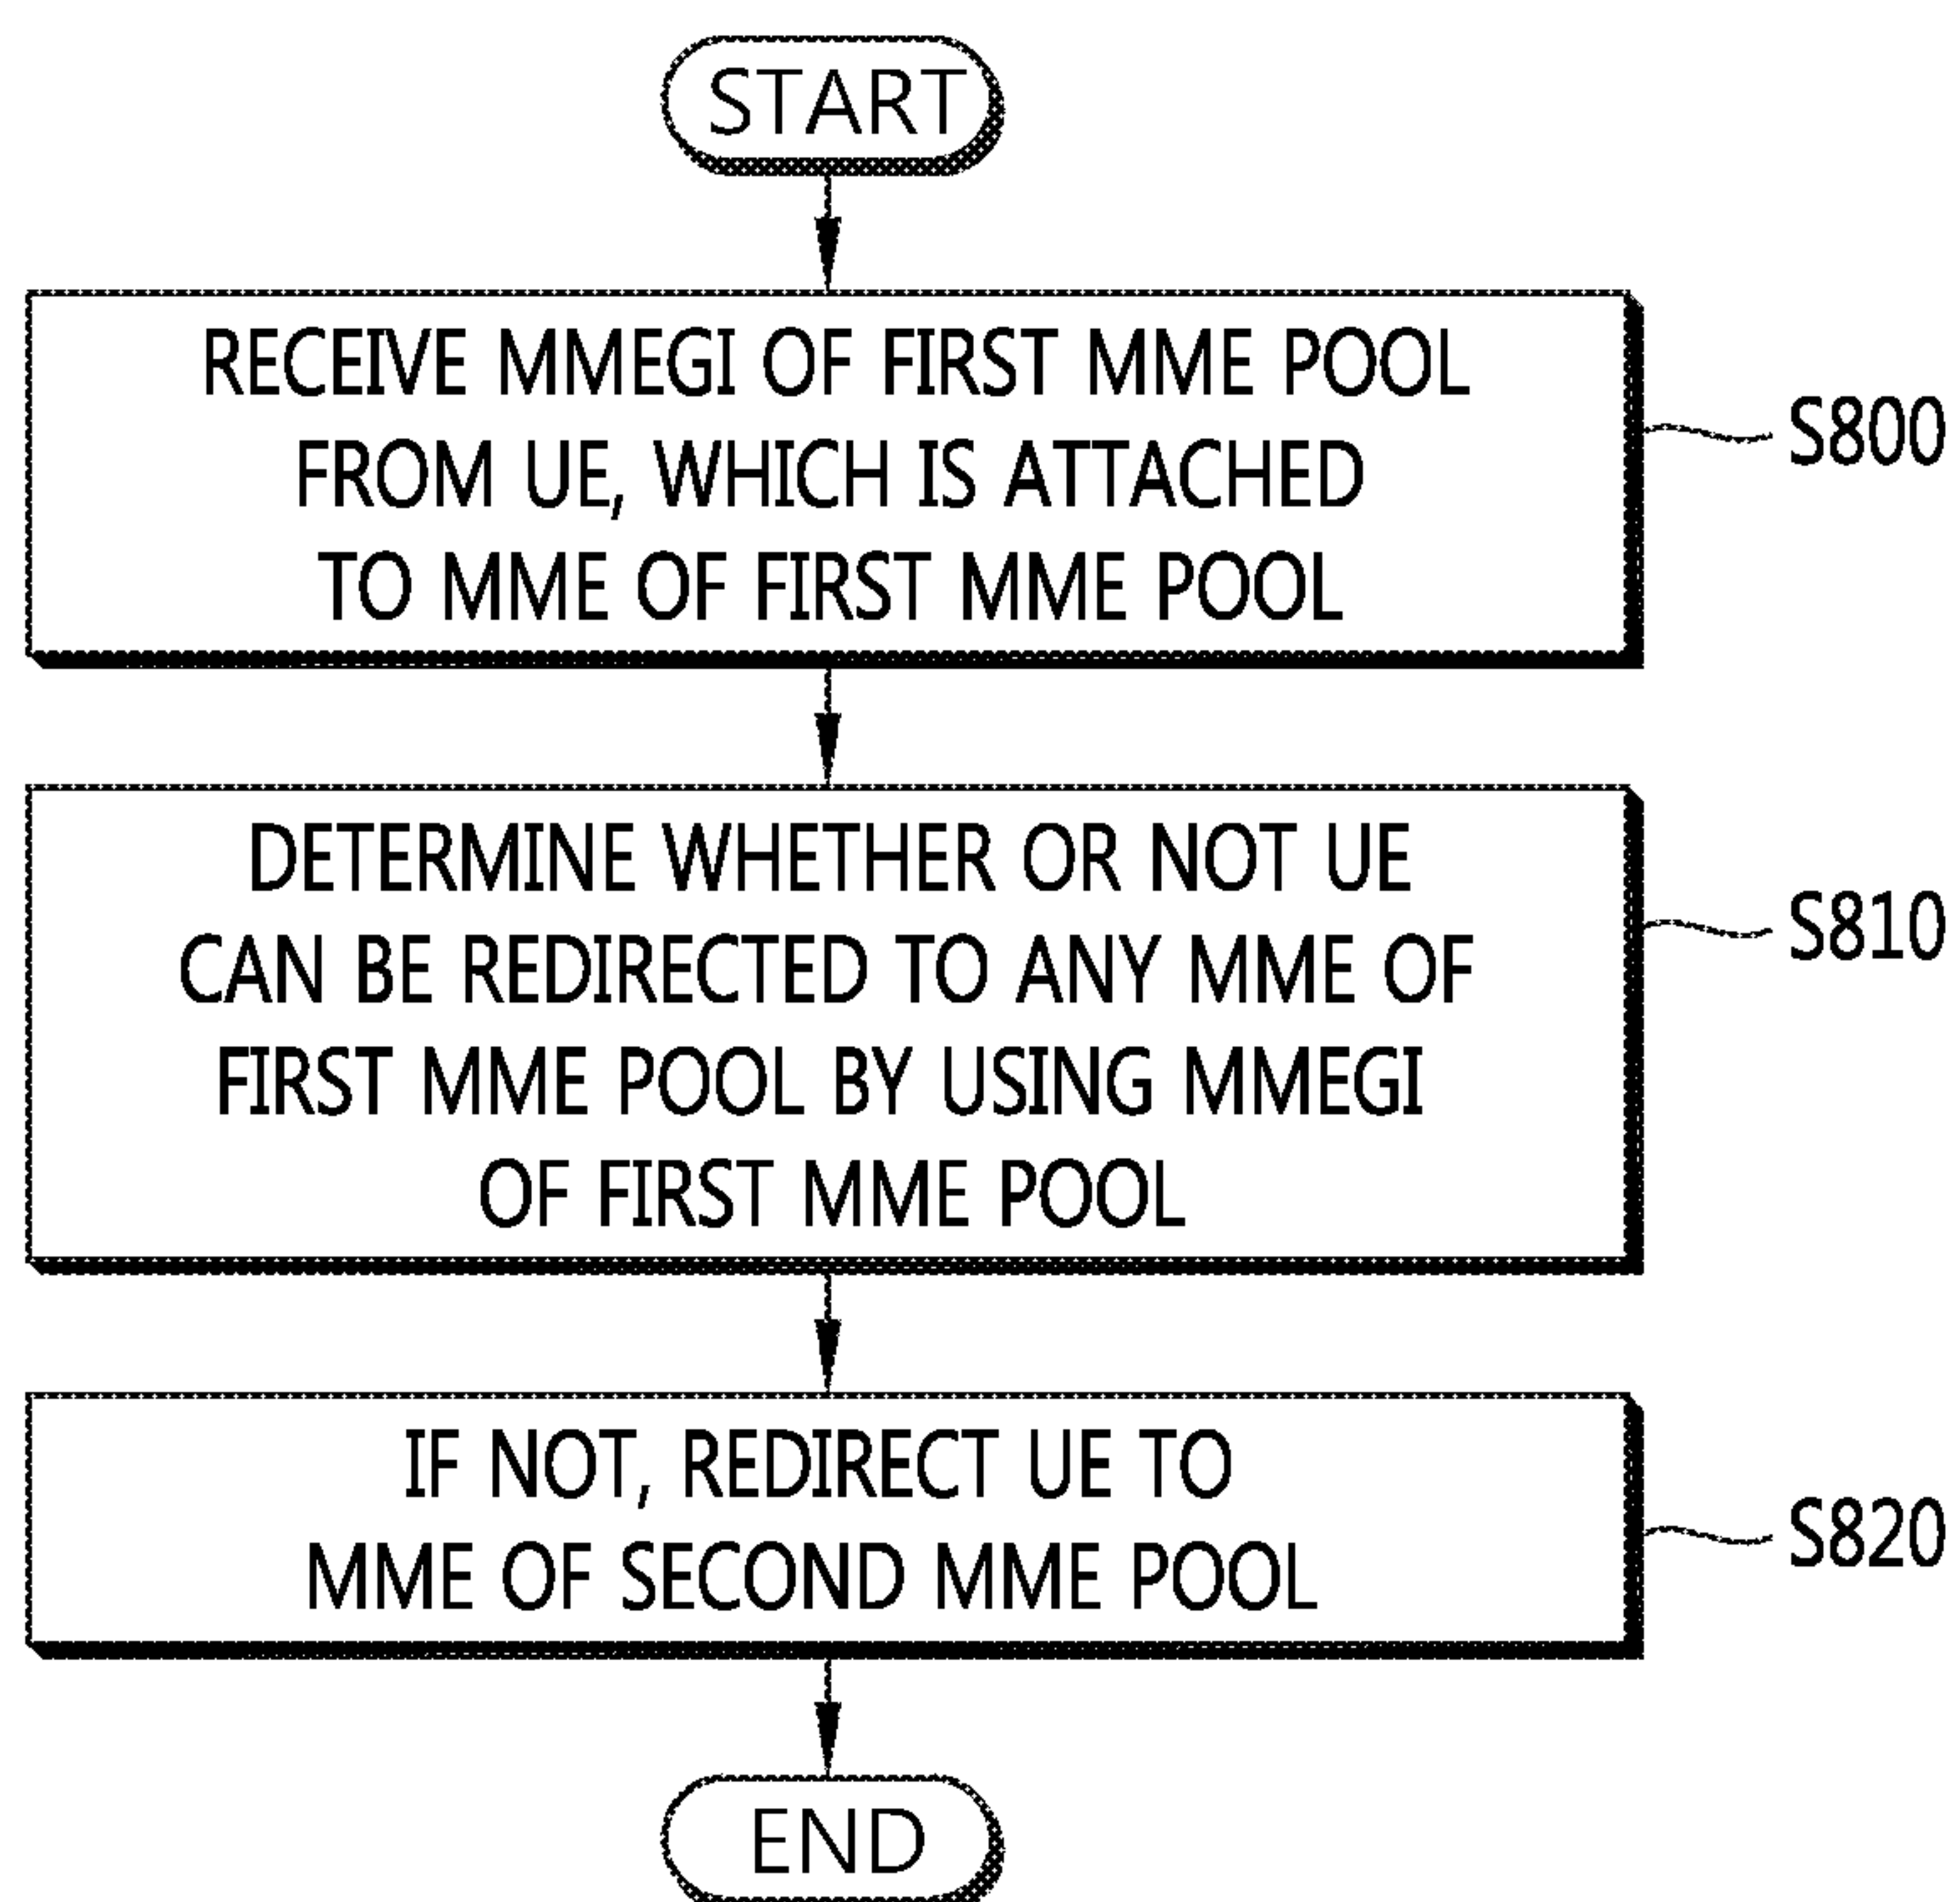 START
RECEIVE MMEGI OF FIRST MME POOL
FROM UE, WHICH IS ATTACHED
TO MME OF FIRST MME POOL
S800
DETERMINE WHETHER OR NOT UE
CAN BE REDIRECTED TO ANY MME OF
FIRST MME POOL BY USING MMEGI
OF FIRST MME POOL
S810
IF NOT, REDIRECT UE TO
MME OF SECOND MME POOL
S820
END